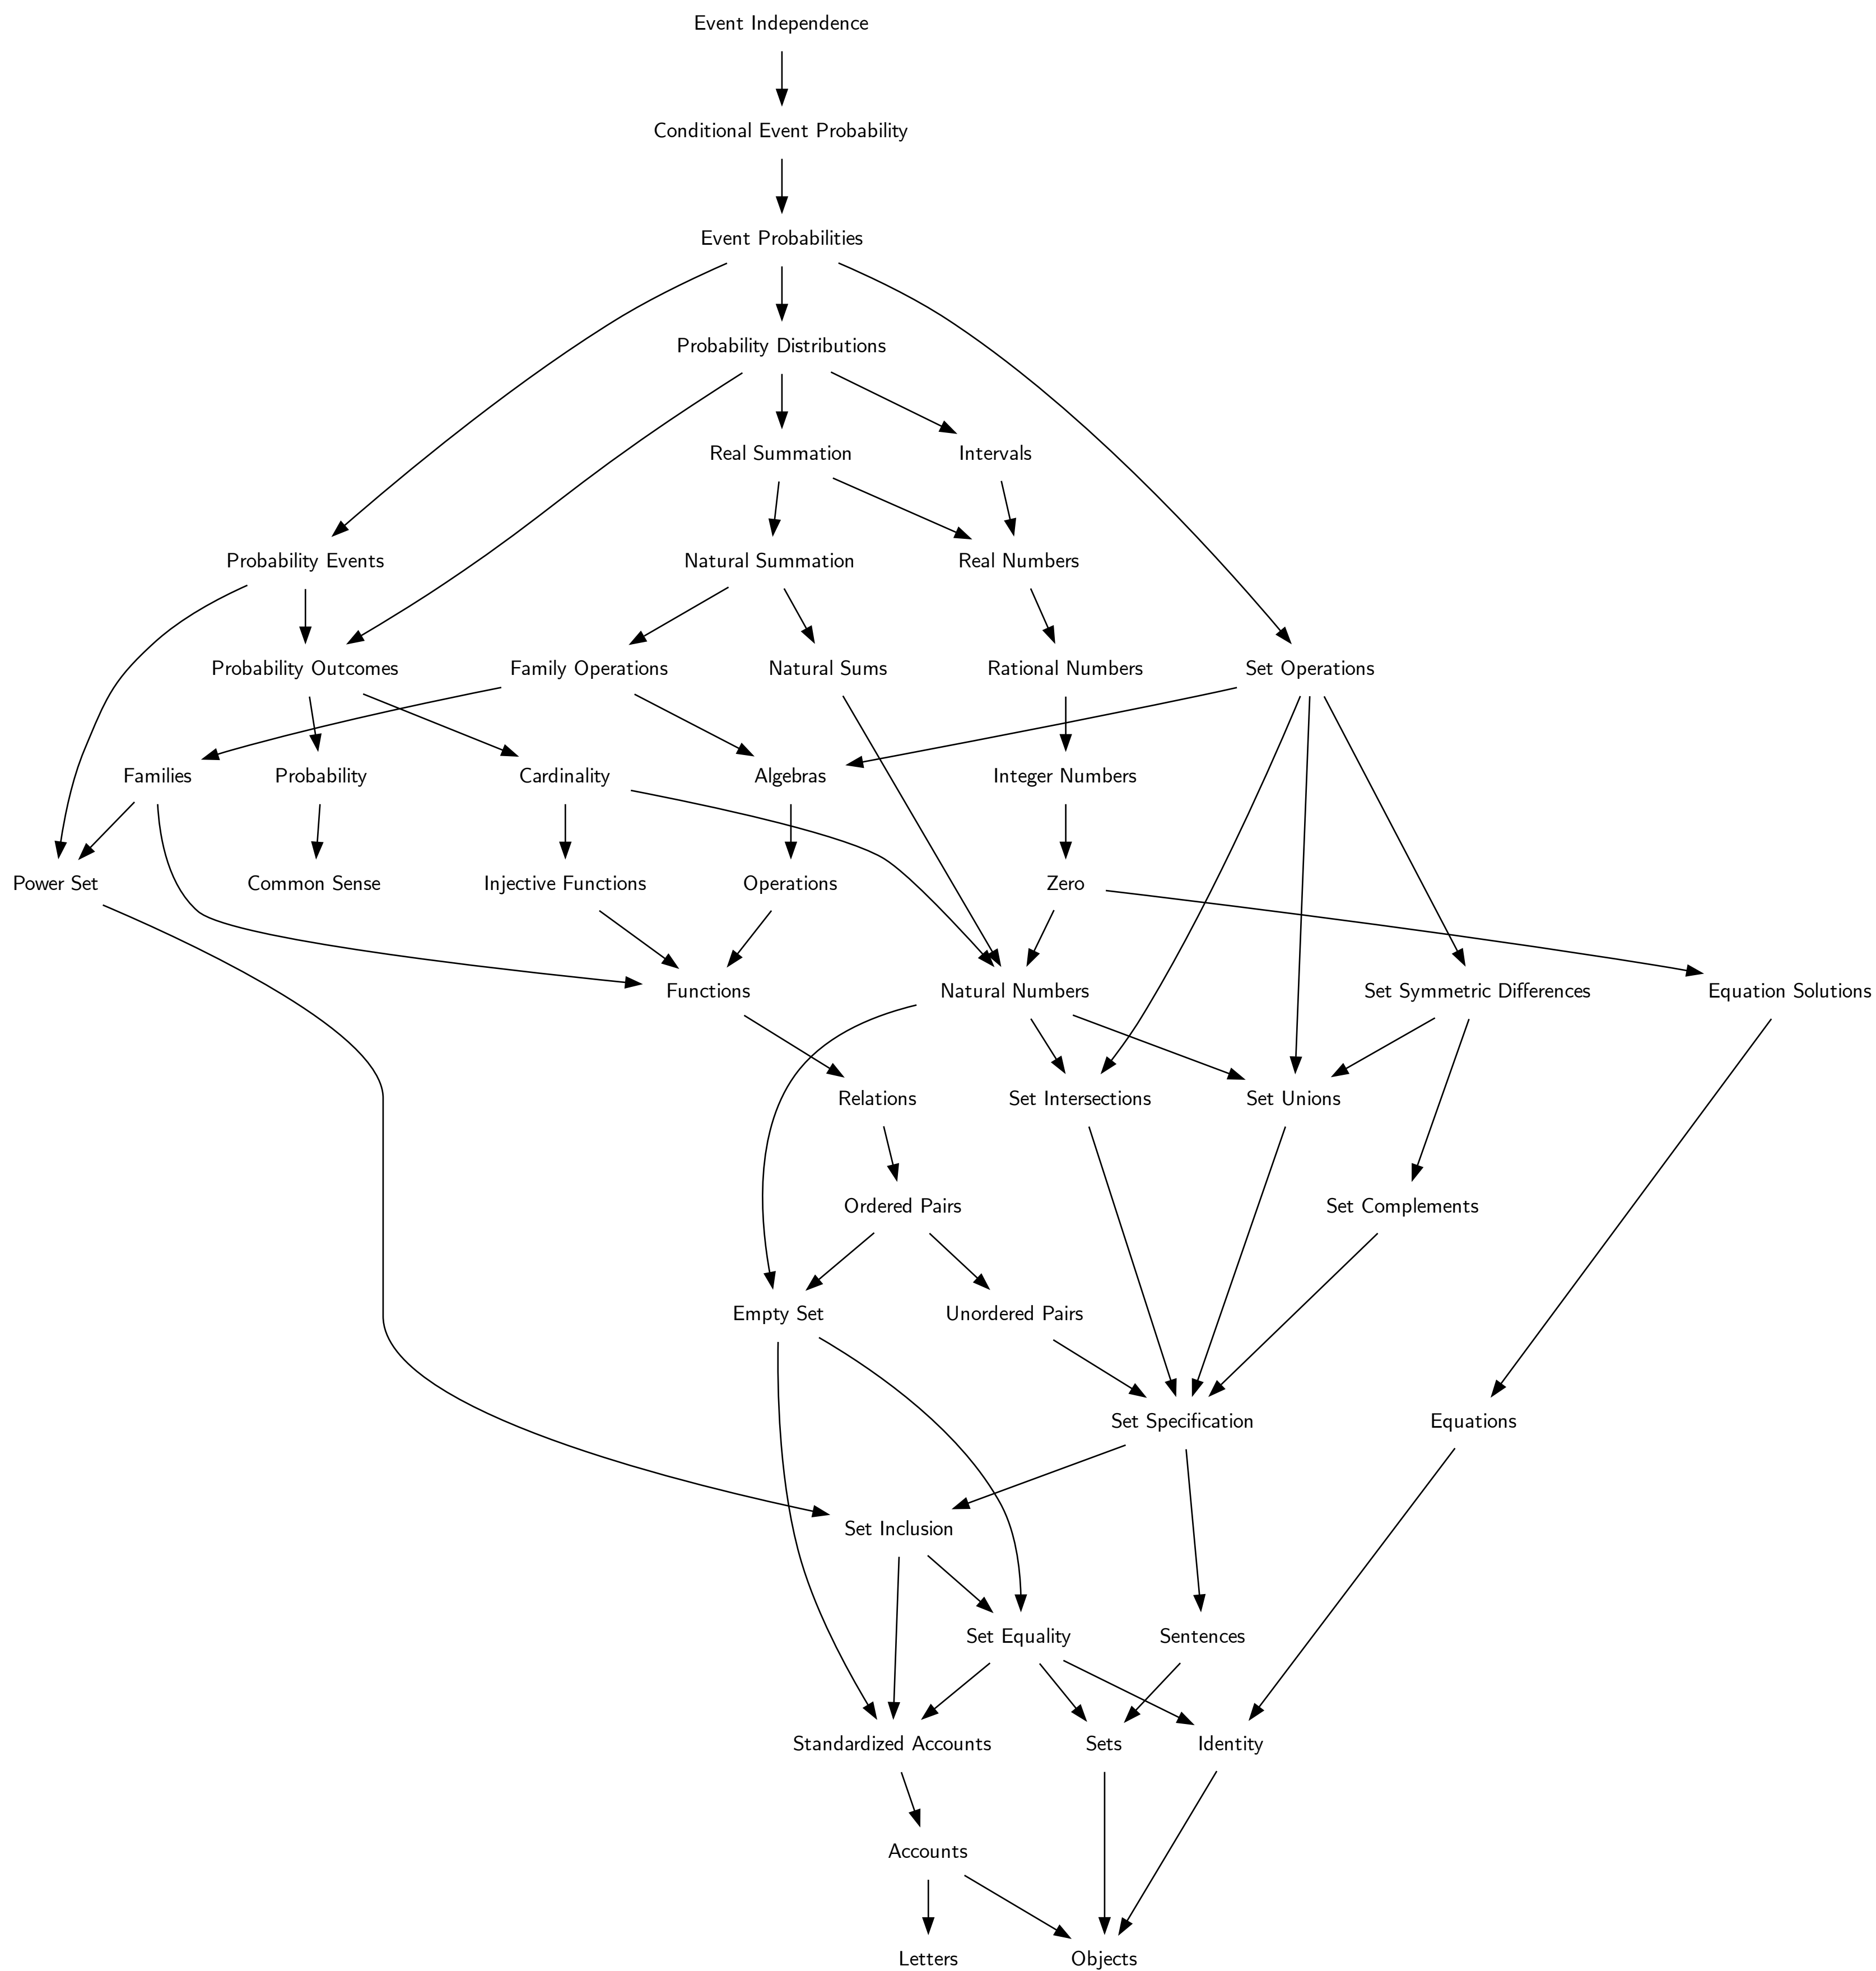 Event Independence
Conditional Event Probability
Event Probabilities
Probability Distributions
Real Summation
Intervals
Probability Events
Natural Summation
Real Numbers
Probability Outcomes
Family Operations
Natural Sums
Rational Numbers
Set Operations
Families
Probability
Cardinality
Algebras
Integer Numbers
Power Set
Common Sense
Injective Functions
Operations
Zero
Functions
Natural Numbers
Set Symmetric Differences
Equation Solutions
Relations
Set Intersections
Set Unions
Ordered Pairs
Set Complements
Empty Set
Unordered Pairs
Set Specification
Equations
Set Inclusion
Set Equality
Sentences
Standardized Accounts
Sets
Identity
Accounts
Letters
Objects